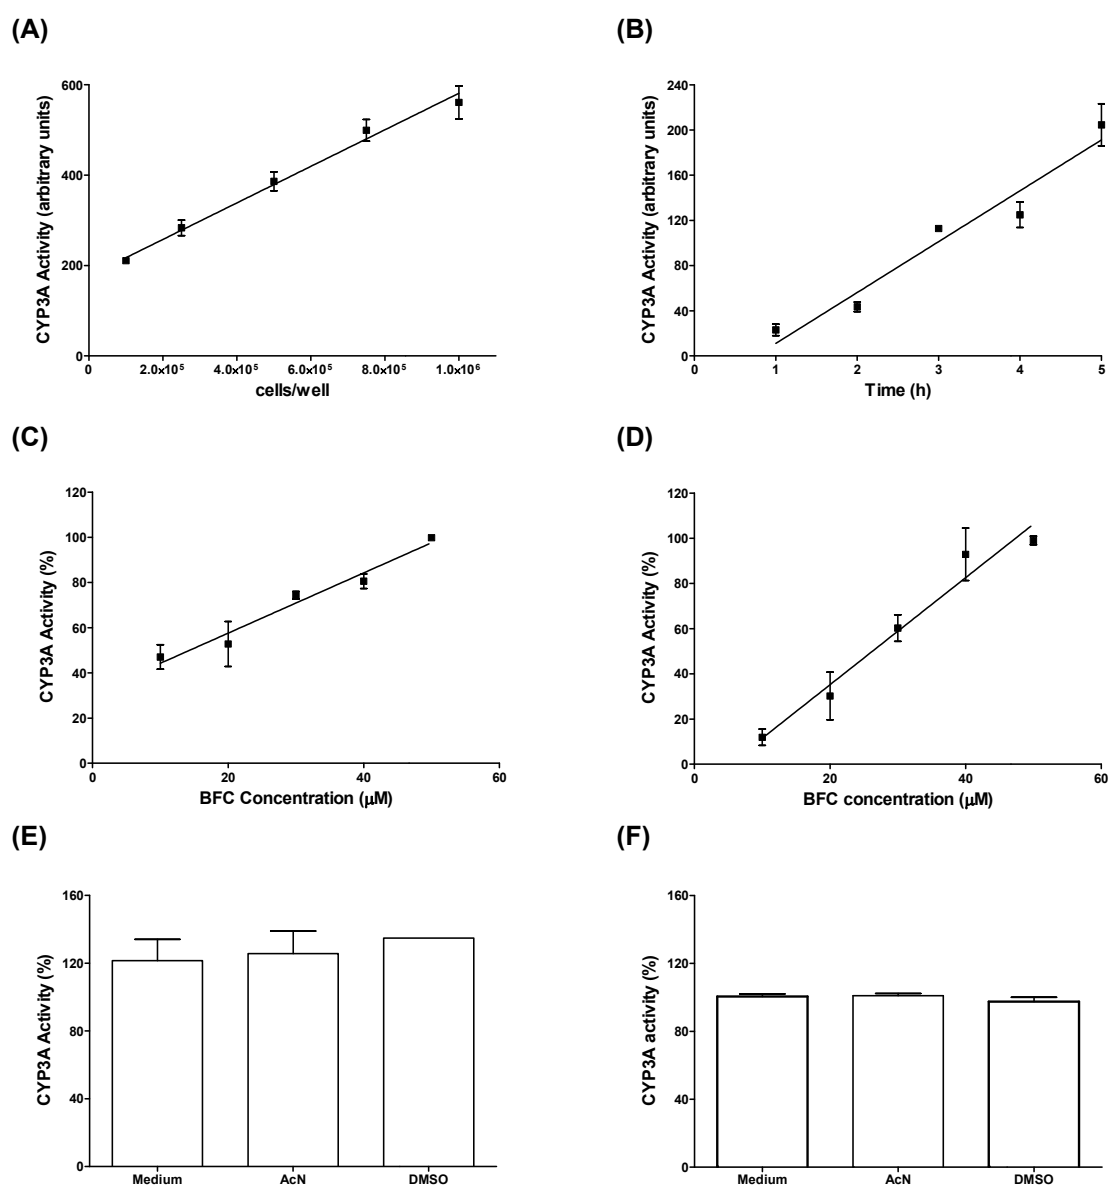 (A)
CYP3A Activity (arbitrary units)
600
400
200
0
0 2.0x10⁵ 4.0x10⁵ 6.0x10⁵ 8.0x10⁵ 1.0x10⁶
cells/well
(B)
CYP3A Activity (arbitrary units)
240
200
160
120
80
40
0
0 1 2 3 4 5
Time (h)
(C)
CYP3A Activity (%)
120
100
80
60
40
20
0
0 20 40 60
BFC Concentration (μM)
(D)
CYP3A Activity (%)
120
100
80
60
40
20
0
0 20 40 60
BFC concentration (μM)
(E)
CYP3A Activity (%)
160
120
80
40
0
Medium AcN DMSO
(F)
CYP3A activity (%)
160
120
80
40
0
Medium AcN DMSO